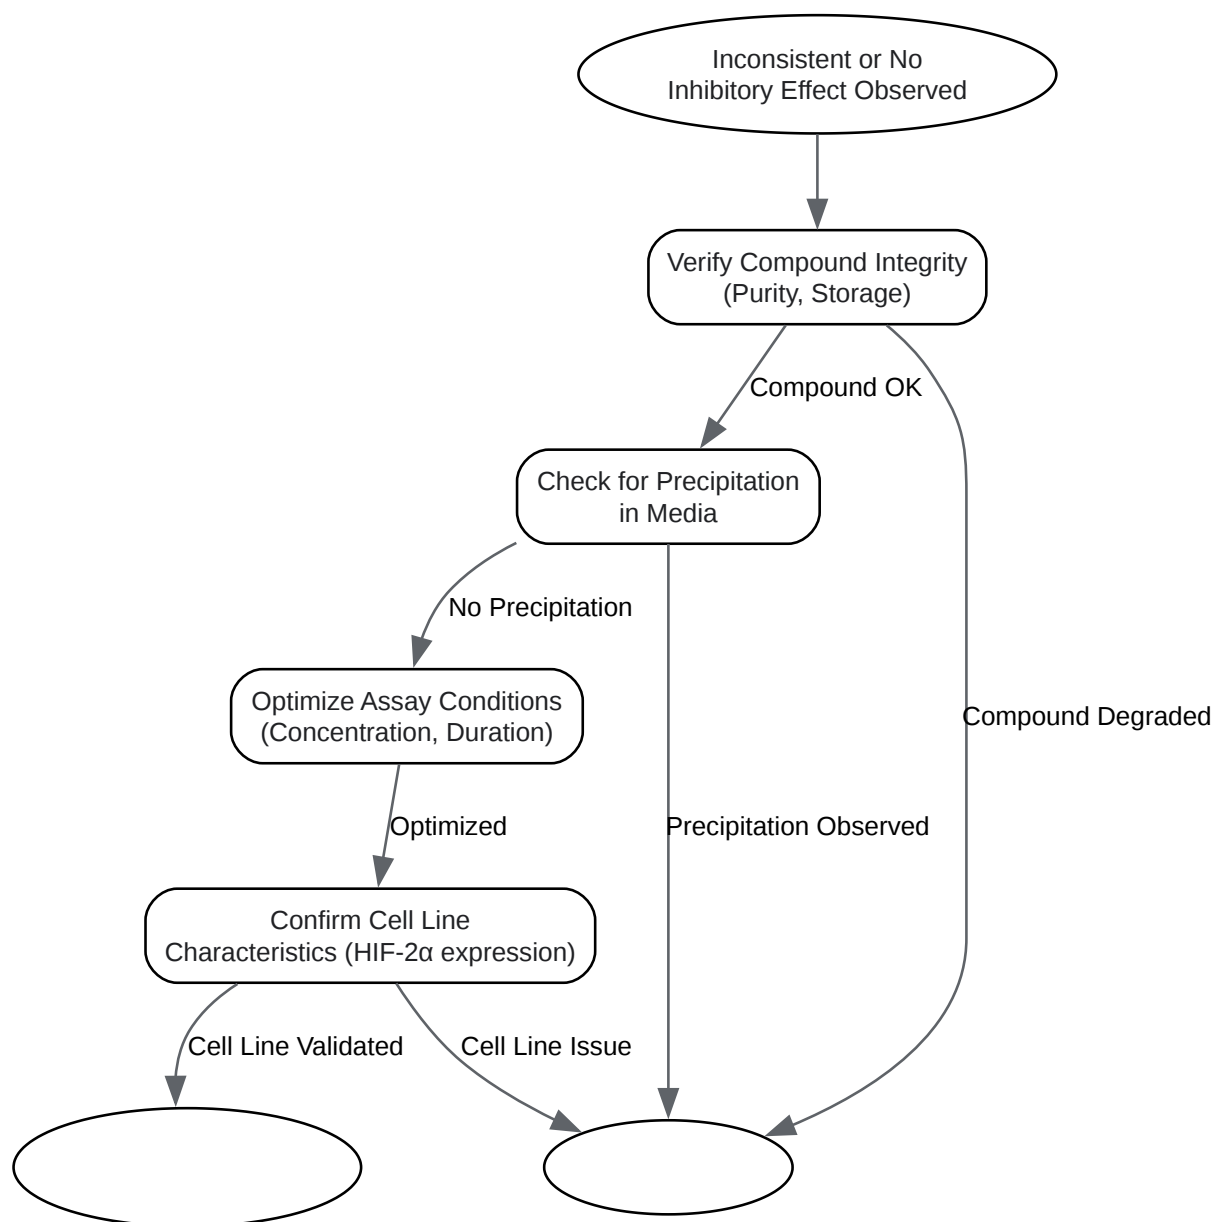 Inconsistent or No
Inhibitory Effect Observed
Verify Compound Integrity
(Purity, Storage)
Compound OK
Check for Precipitation
in Media
No Precipitation
Optimize Assay Conditions
(Concentration, Duration)
Compound Degraded
Optimized
Precipitation Observed
Confirm Cell Line
Characteristics (HIF-2α expression)
Cell Line Validated
Cell Line Issue